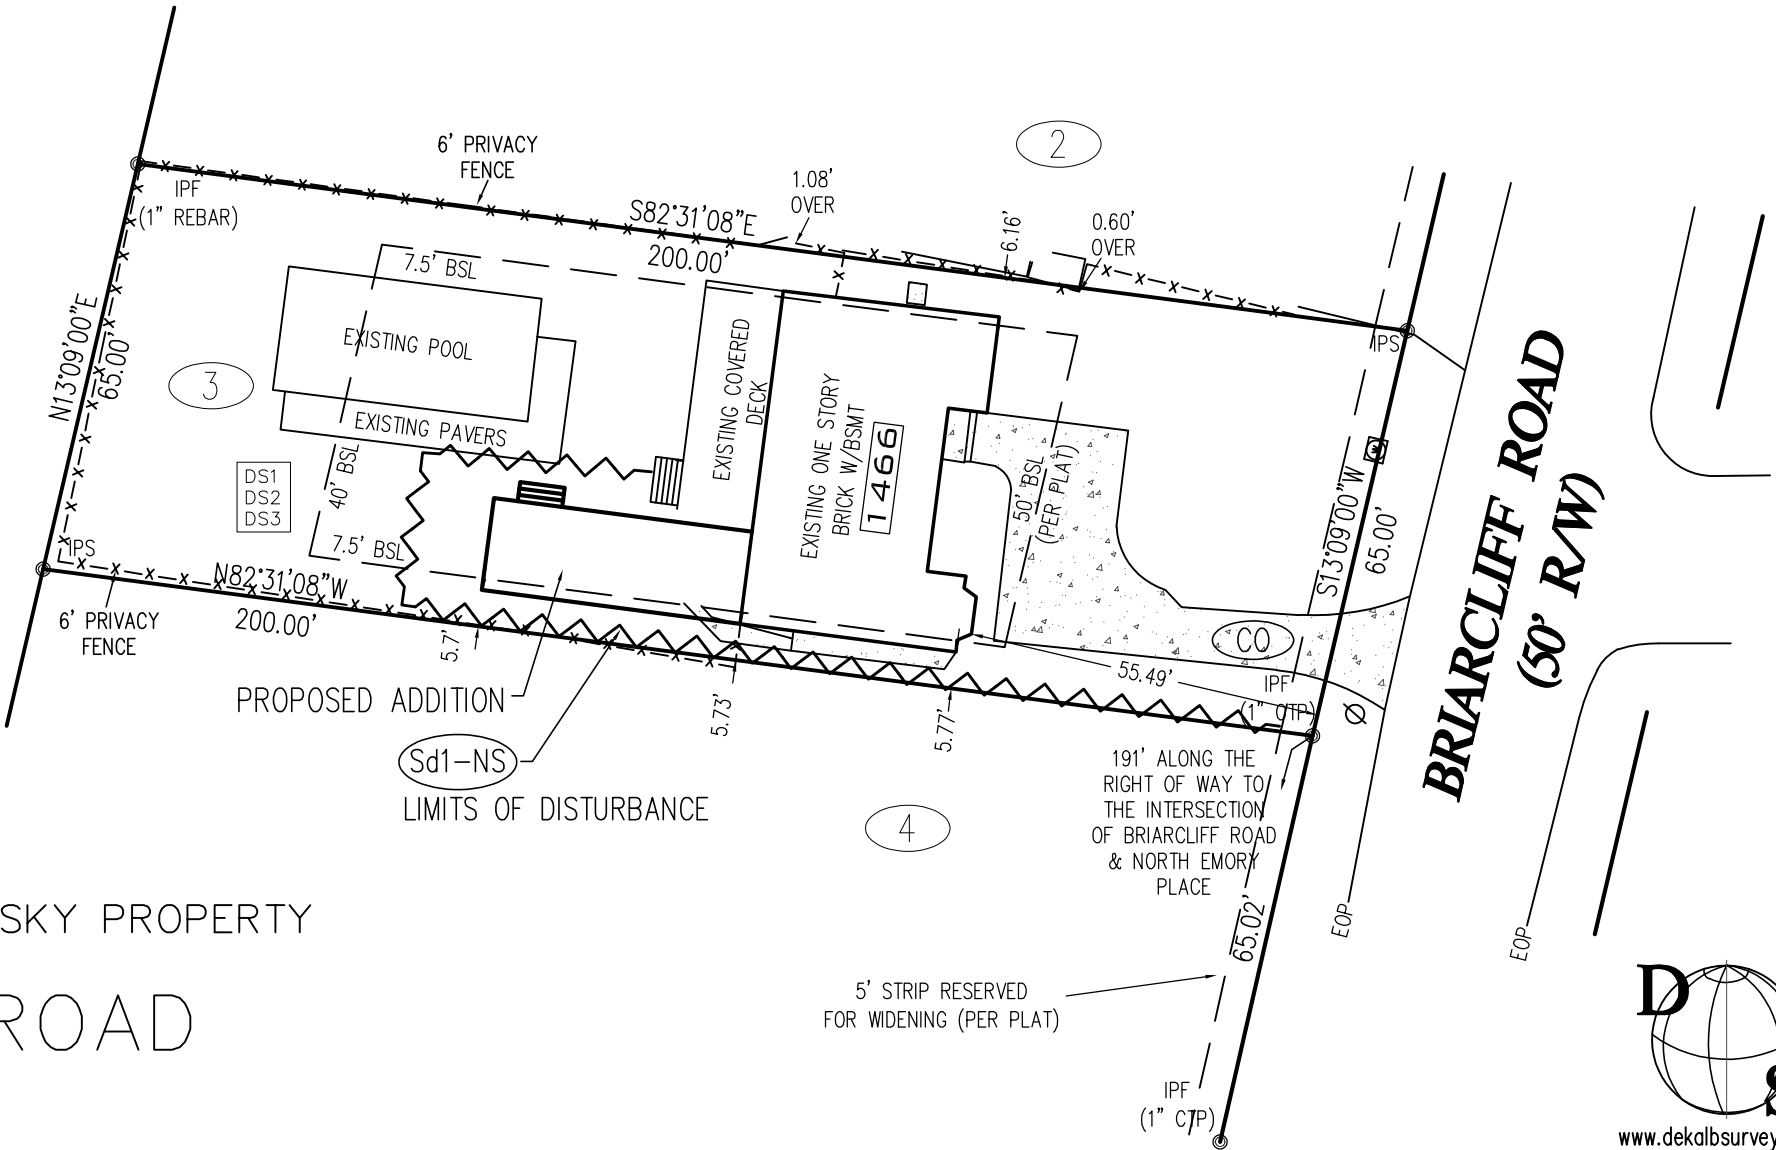 2
6' PRIVACY
FENCE
1.08'
OVER
6.16'
0.60'
OVER
IPF
(1" REBAR)
S82°31'08"E
200.00'
7.5' BSL
N13°09'00"E
65.00'
EXISTING POOL
3
EXISTING PAVERS
EXISTING COVERED
DECK
EXISTING ONE STORY
BRICK W/BSMT
1466
50' BSL
(PER PLAT)
IPS
W
S13°09'00"W
65.00'
BRIARCLIFF ROAD
(50' R/W)
DS1
DS2
DS3
40' BSL
7.5' BSL
IPS
N82°31'08"W
200.00'
6' PRIVACY
FENCE
5.7'
5.73'
5.77'
PROPOSED ADDITION
CO
55.49'
IPF
(1" OTP)
Sd1-NS
LIMITS OF DISTURBANCE
191' ALONG THE
RIGHT OF WAY TO
THE INTERSECTION
OF BRIARCLIFF ROAD
& NORTH EMORY
PLACE
4
EOP
EOP
65.02'
5' STRIP RESERVED
FOR WIDENING (PER PLAT)
IPF
(1" CTP)
SKY PROPERTY
ROAD
D
S
www.dekalbsurvey